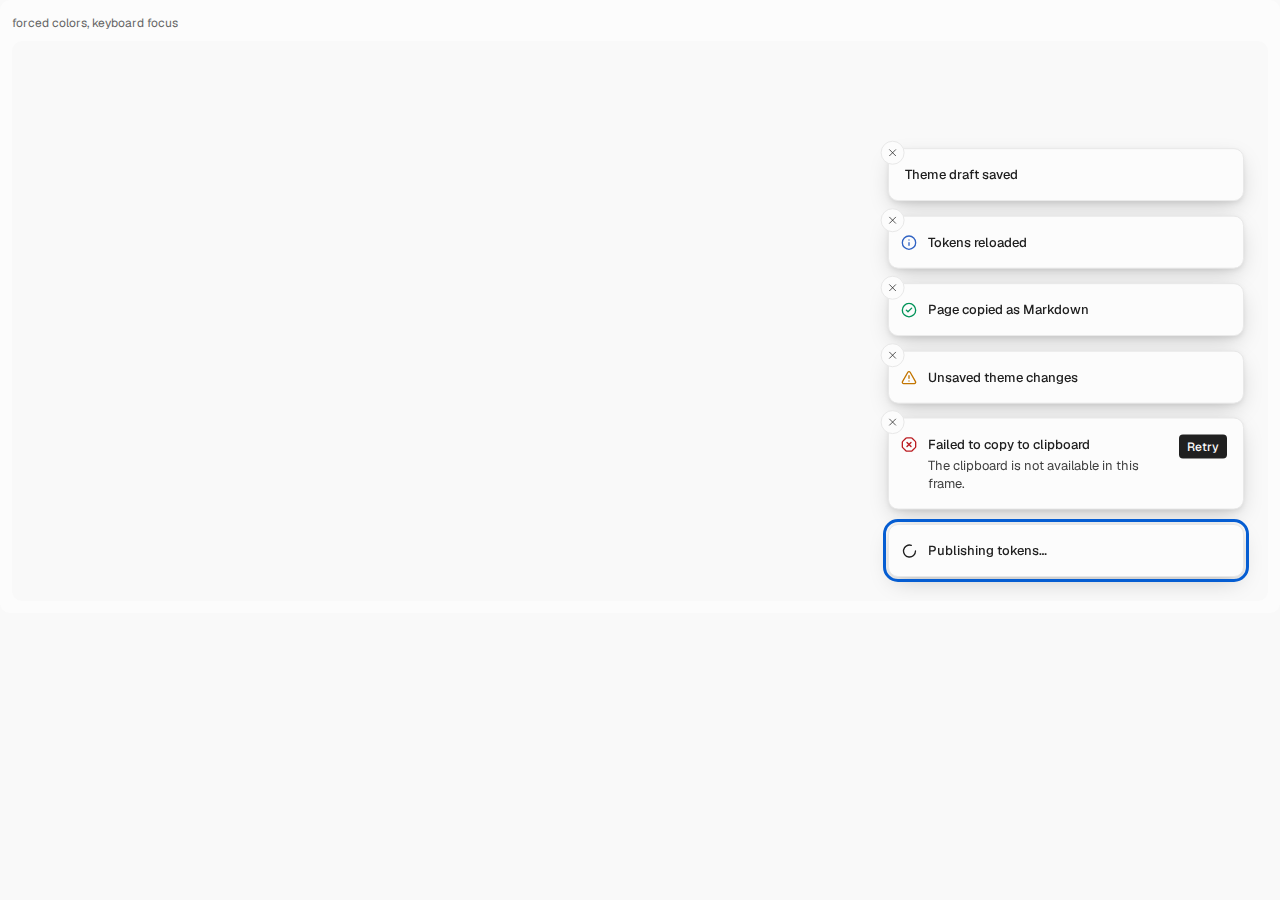 forced colors, keyboard focus
Theme draft saved
Tokens reloaded
Page copied as Markdown
Unsaved theme changes
Failed to copy to clipboard
Retry
The clipboard is not available in this
frame.
Publishing tokens…